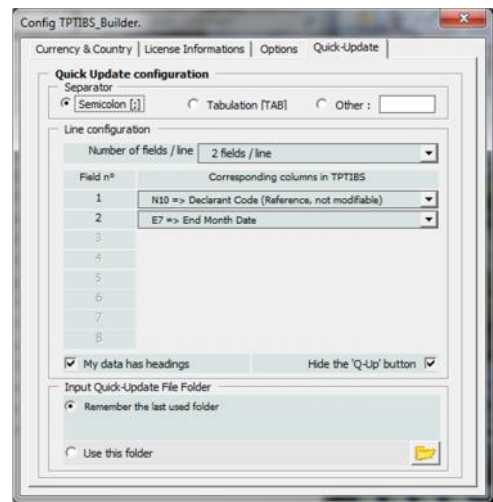 Config TPTIBS_Builder.
Currency & Country License Informations Options Quick-Update
Quick Update configuration
Separator
Semicolon [;] Tabulation [TAB] Other :
Line configuration
Number of fields / line 2 fields / line
Field n° Corresponding columns in TPTIBS
1 N10 => Declarant Code (Reference, not modifiable)
2 E7 => End Month Date
3
4
5
6
7
8
My data has headings Hide the 'Q-Up' button
Input Quick-Update File Folder
Remember the last used folder
Use this folder